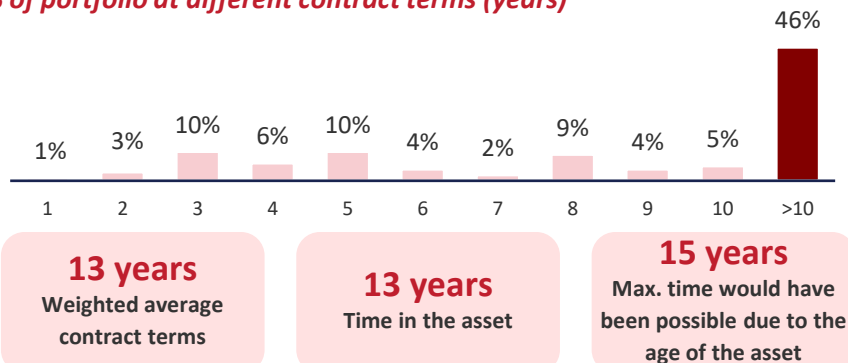 of portfolio at different contract terms (years)
46%
1% 3% 10% 6% 10% 4% 2% 9% 4% 5%
1 2 3 4 5 6 7 8 9 10 >10
13 years
Weighted average
contract terms
13 years
Time in the asset
15 years
Max. time would have
been possible due to the
age of the asset